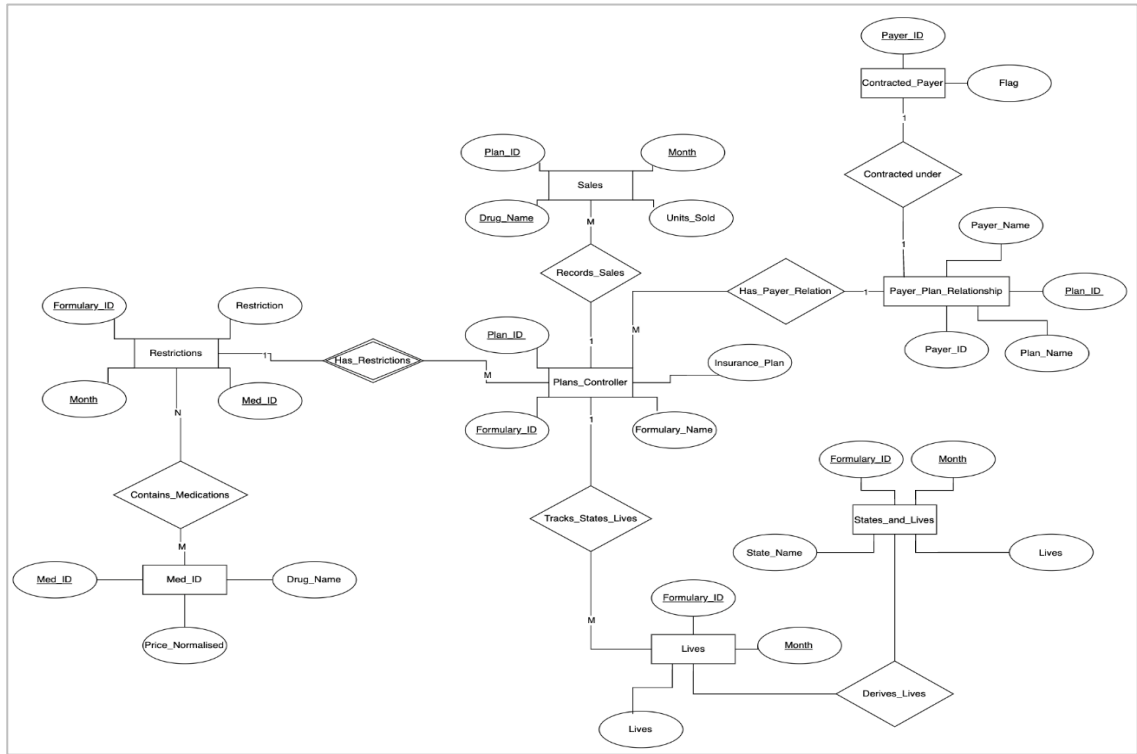 Payer_ID
Contracted_Payer
Flag
1
Contracted under
1
Plan_ID
Month
Sales
Drug_Name
Units_Sold
M
Records_Sales
1
Payer_Name
Has_Payer_Relation
1
Payer_Plan_Relationship
Plan_ID
M
Payer_ID
Plan_Name
Formulary_ID
Restriction
Restrictions
1
Has_Restrictions
M
Month
Med_ID
Plan_ID
Insurance_Plan
Plans_Controller
Formulary_ID
Formulary_Name
1
N
Contains_Medications
M
Med_ID
Med_ID
Drug_Name
Price_Normalised
Tracks_States_Lives
M
Formulary_ID
Month
States_and_Lives
State_Name
Lives
Formulary_ID
Lives
Month
Lives
Derives_Lives